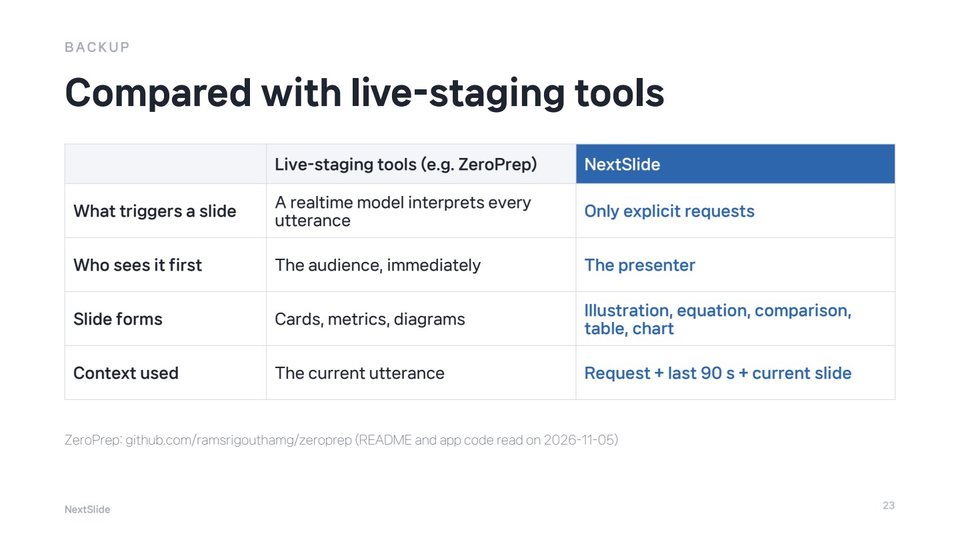 BACKUP
Compared with live-staging tools
Live-staging tools (e.g. ZeroPrep)
NextSlide
What triggers a slide
A realtime model interprets every
utterance
Only explicit requests
Who sees it first
The audience, immediately
The presenter
Slide forms
Cards, metrics, diagrams
Illustration, equation, comparison,
table, chart
Context used
The current utterance
Request + last 90 s + current slide
ZeroPrep: github.com/ramsrigouthamg/zeroprep (README and app code read on 2026-11-05)
NextSlide
23